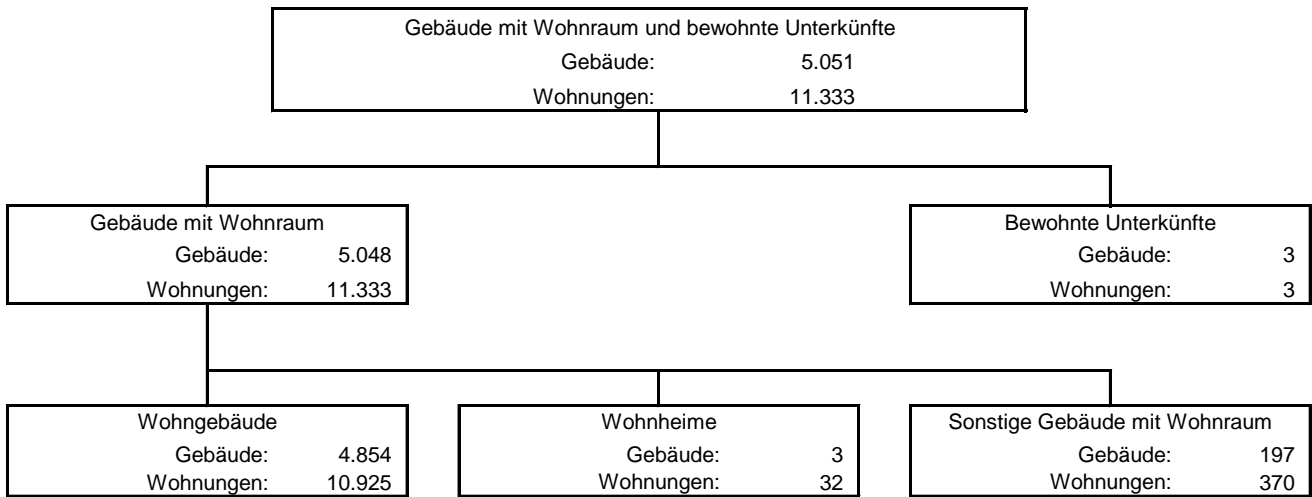 Gebäude mit Wohnraum und bewohnte Unterkünfte
Gebäude: 5.051
Wohnungen: 11.333
Gebäude mit Wohnraum
Gebäude: 5.048
Wohnungen: 11.333
Bewohnte Unterkünfte
Gebäude: 3
Wohnungen: 3
Wohngebäude
Gebäude: 4.854
Wohnungen: 10.925
Wohnheime
Gebäude: 3
Wohnungen: 32
Sonstige Gebäude mit Wohnraum
Gebäude: 197
Wohnungen: 370